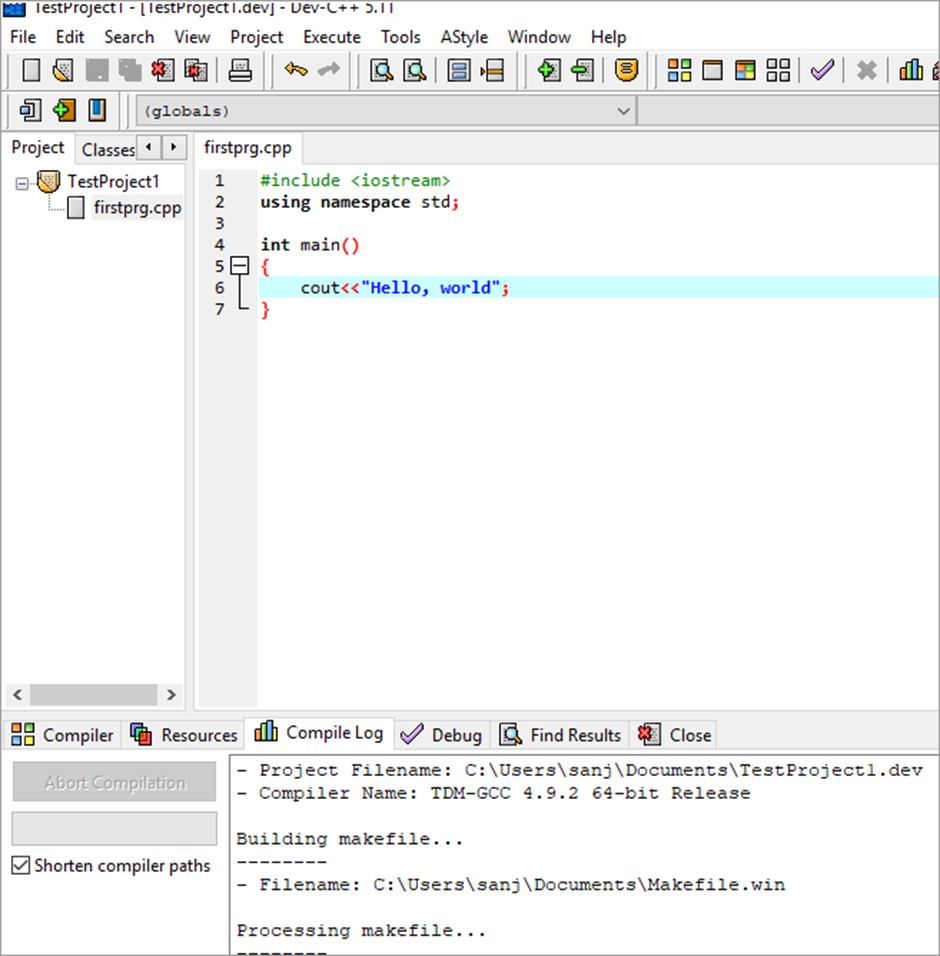 TestProject1 - [TestProject1.dev] - Dev-C++ 5.11
File Edit Search View Project Execute Tools AStyle Window Help
(globals)
Project Classes firstprg.cpp
TestProject1
firstprg.cpp
1 #include <iostream>
2 using namespace std;
3
4 int main()
5 {
6 cout<<"Hello, world";
7 }
Compiler Resources Compile Log Debug Find Results Close
Abort Compilation
Shorten compiler paths
- Project Filename: C:\Users\sanj\Documents\TestProject1.dev
- Compiler Name: TDM-GCC 4.9.2 64-bit Release
Building makefile...
--------
- Filename: C:\Users\sanj\Documents\Makefile.win
Processing makefile...
--------